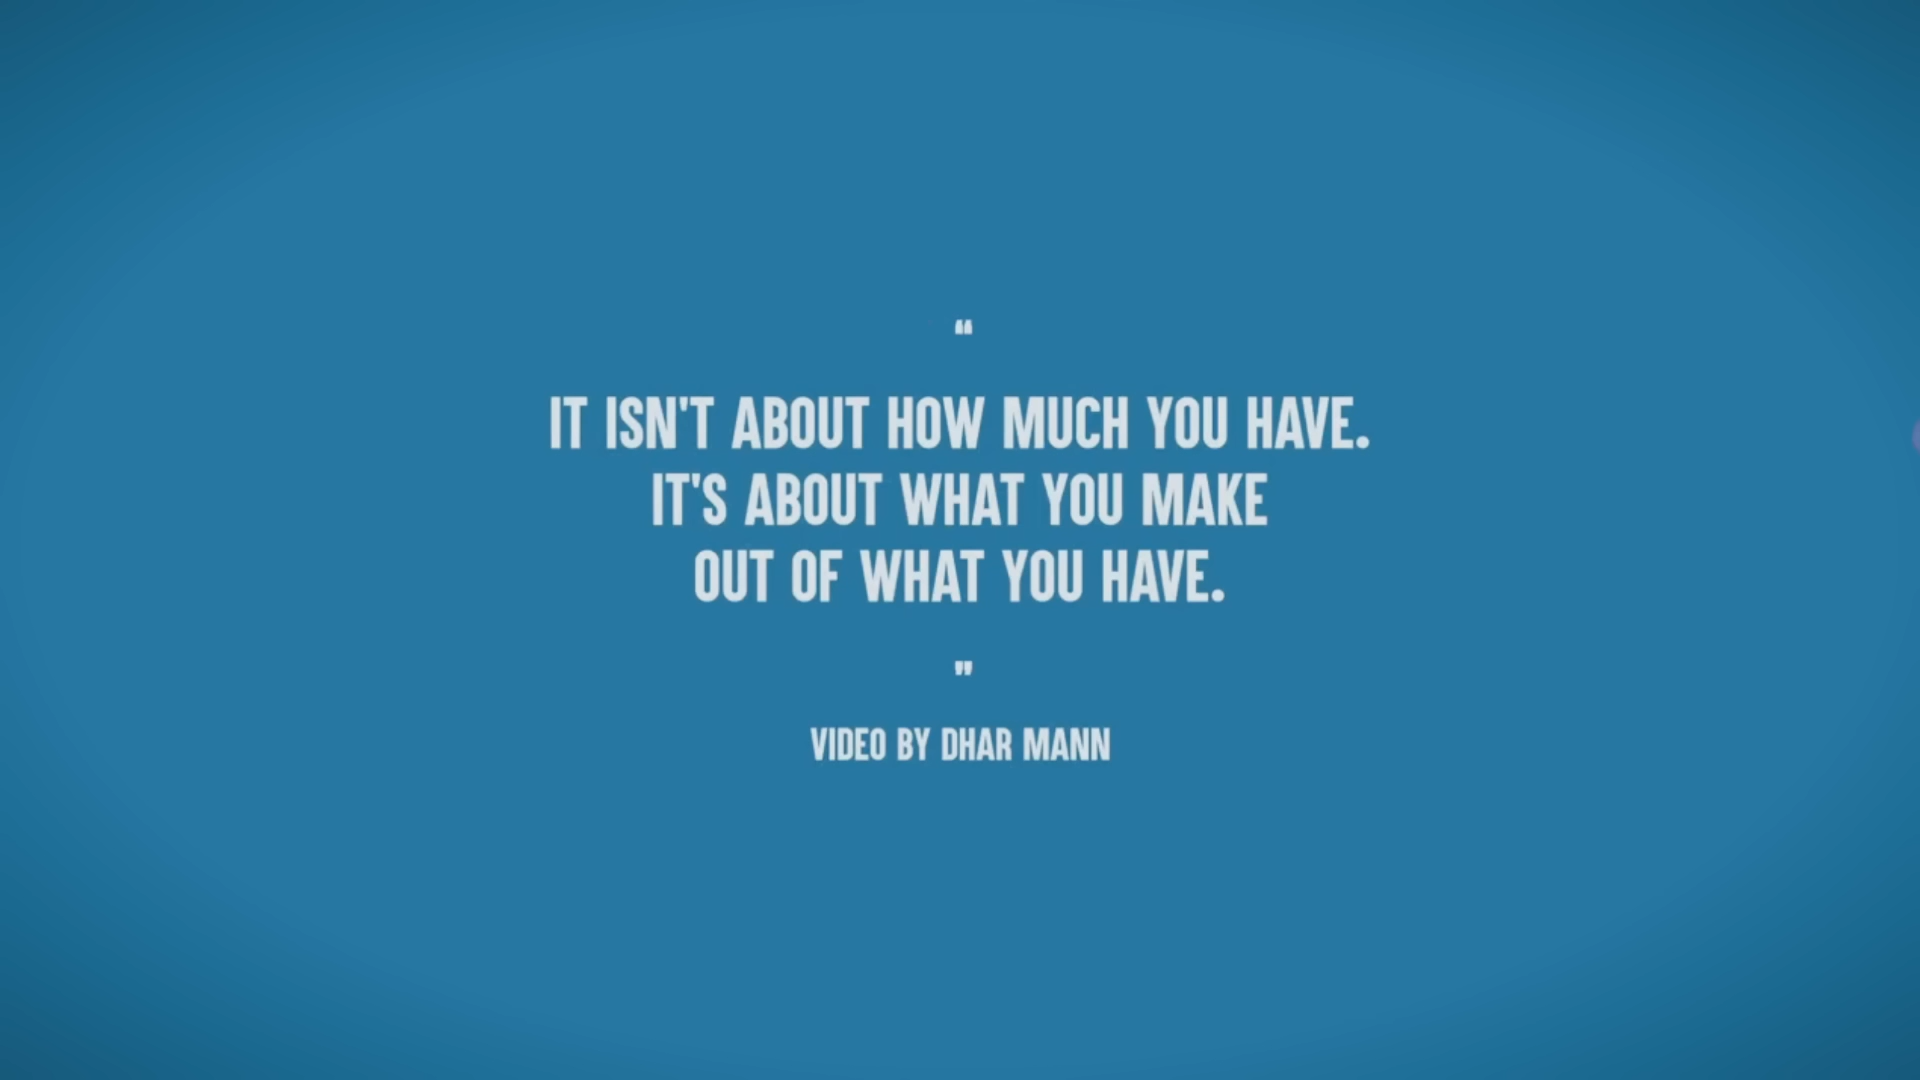 “
IT ISN'T ABOUT HOW MUCH YOU HAVE.
IT'S ABOUT WHAT YOU MAKE
OUT OF WHAT YOU HAVE.
”
VIDEO BY DHAR MANN